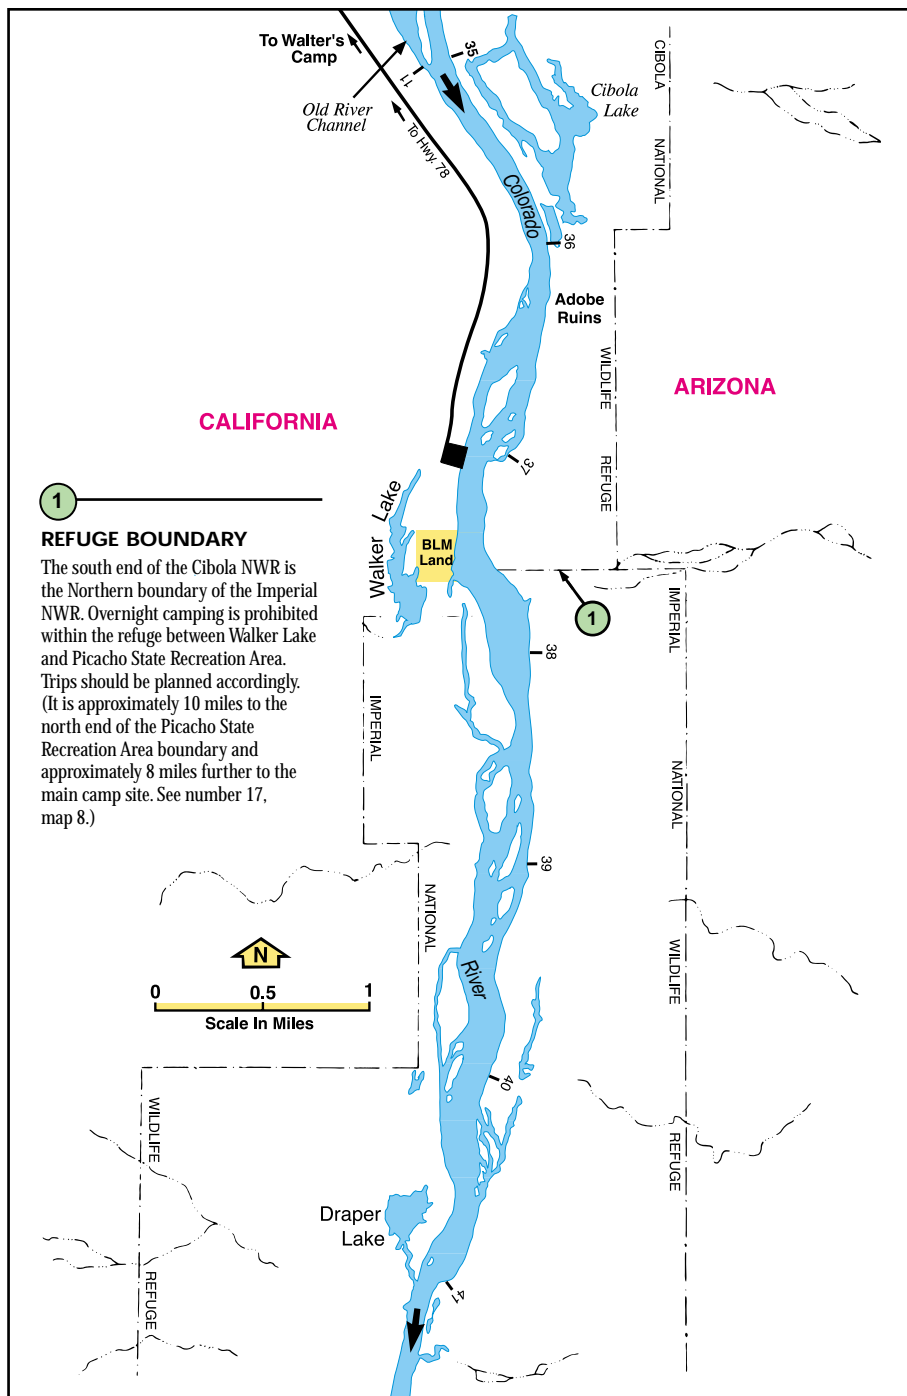 To Walter's
Camp
Old River
Channel
To Hwy. 78
11
35
Cibola
Lake
CIBOLA
NATIONAL
WILDLIFE
REFUGE
Colorado
36
Adobe
Ruins
ARIZONA
CALIFORNIA
37
Walker Lake
BLM
Land
1
REFUGE BOUNDARY
The south end of the Cibola NWR is
the Northern boundary of the Imperial
NWR. Overnight camping is prohibited
within the refuge between Walker Lake
and Picacho State Recreation Area.
Trips should be planned accordingly.
(It is approximately 10 miles to the
north end of the Picacho State
Recreation Area boundary and
approximately 8 miles further to the
main camp site. See number 17,
map 8.)
1
38
IMPERIAL
NATIONAL
WILDLIFE
REFUGE
IMPERIAL
NATIONAL
WILDLIFE
REFUGE
39
River
N
0 0.5 1
Scale In Miles
40
Draper
Lake
41